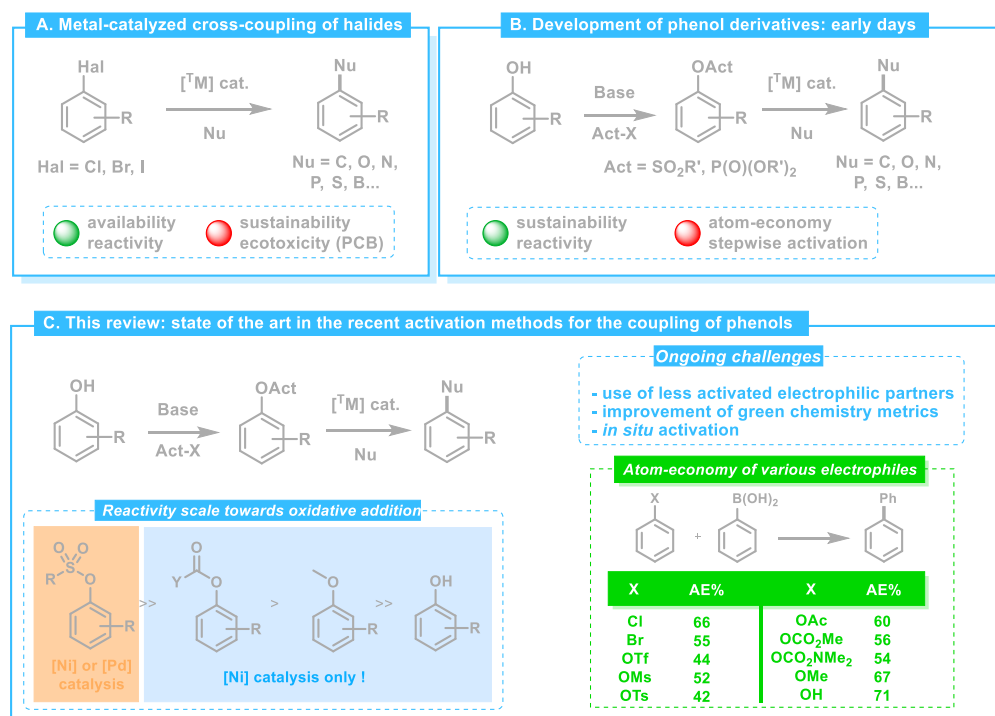 A. Metal-catalyzed cross-coupling of halides
Hal
R
[ᵀM] cat.
Nu
Nu
R
Hal = Cl, Br, I
Nu = C, O, N,
P, S, B...
availability
reactivity
sustainability
ecotoxicity (PCB)
B. Development of phenol derivatives: early days
OH
R
Base
Act-X
OAct
R
[ᵀM] cat.
Nu
Nu
R
Act = SO₂R', P(O)(OR')₂
Nu = C, O, N,
P, S, B...
sustainability
reactivity
atom-economy
stepwise activation
C. This review: state of the art in the recent activation methods for the coupling of phenols
OH
R
Base
Act-X
OAct
R
[ᵀM] cat.
Nu
Nu
R
Ongoing challenges
- use of less activated electrophilic partners
- improvement of green chemistry metrics
- in situ activation
Reactivity scale towards oxidative addition
O O
S
R O
R
>>
O
Y O
R
>
O
R
>>
OH
R
[Ni] or [Pd]
catalysis
[Ni] catalysis only !
Atom-economy of various electrophiles
X
+
B(OH)₂
Ph
X AE% X AE%
Cl 66 OAc 60
Br 55 OCO₂Me 56
OTf 44 OCO₂NMe₂ 54
OMs 52 OMe 67
OTs 42 OH 71